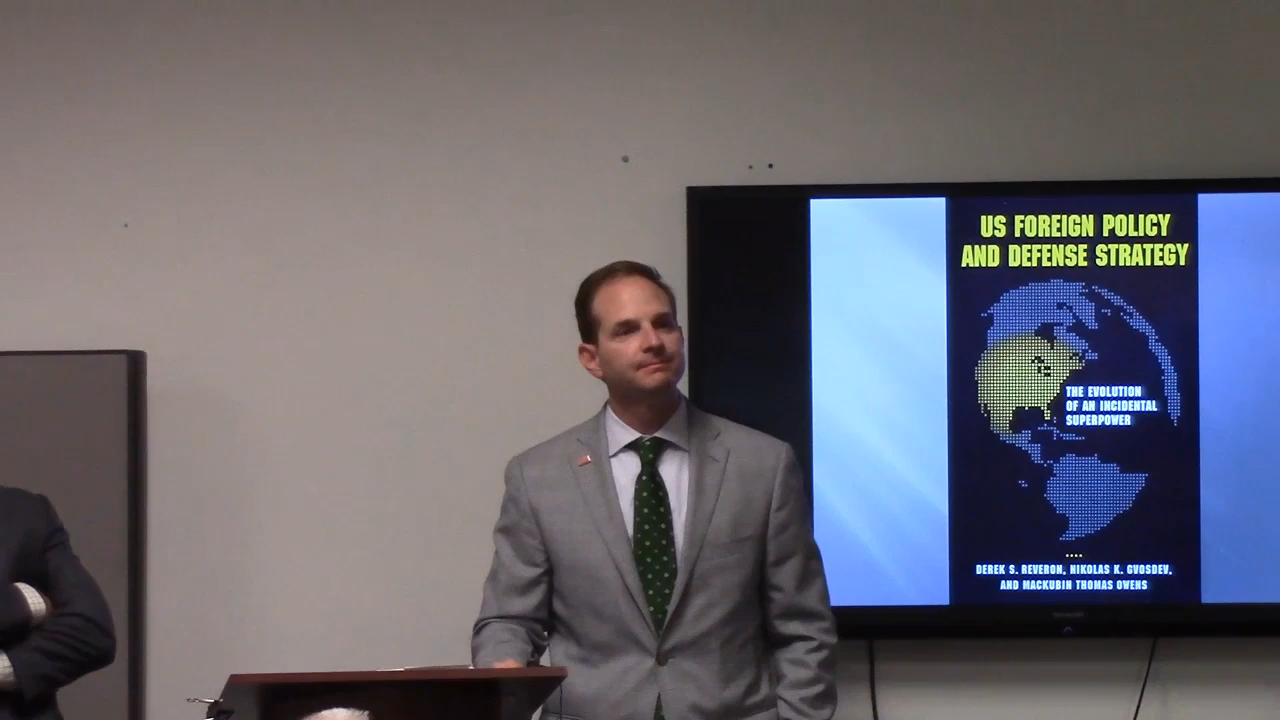 US FOREIGN POLICY
AND DEFENSE STRATEGY
THE EVOLUTION
OF AN INCIDENTAL
SUPERPOWER
DEREK S. REVERON, NIKOLAS K. GVOSDEV,
AND MACKUBIN THOMAS OWENS